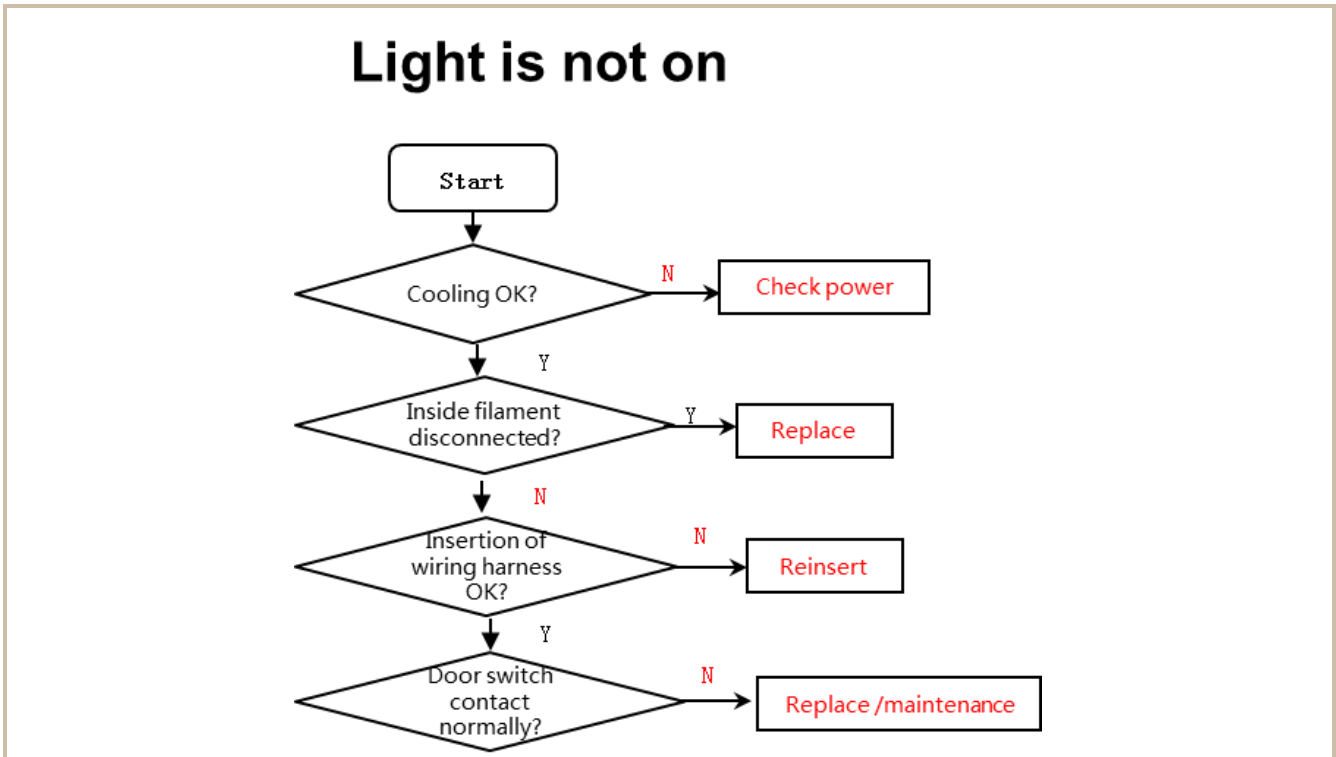 Light is not on
Start
Cooling OK?
N
Check power
Y
Inside filament
disconnected?
Y
Replace
N
Insertion of
wiring harness
OK?
N
Reinsert
Y
Door switch
contact
normally?
N
Replace /maintenance